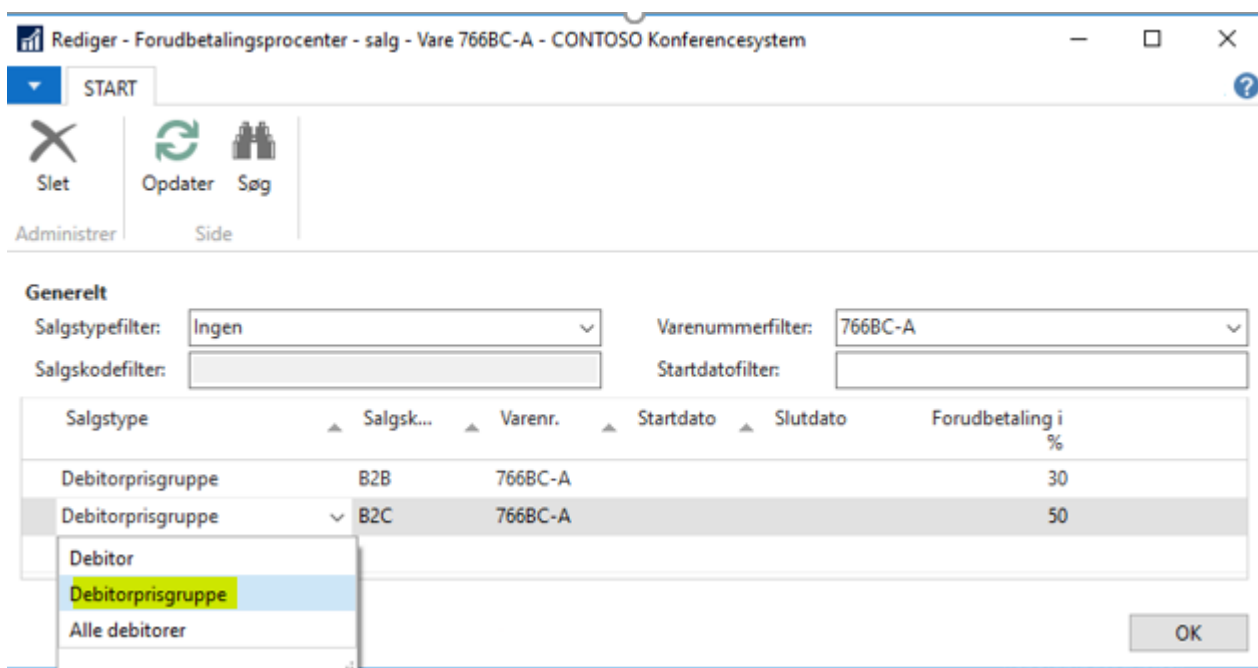 Rediger - Forudbetalingsprocenter - salg - Vare 766BC-A - CONTOSO Konferencesystem
START
Slet Opdater Søg
Administrer Side
Generelt
Salgstypefilter: Ingen Varenummerfilter: 766BC-A
Salgskodefilter: Startdatofilter:
Salgstype Salgsk... Varenr. Startdato Slutdato Forudbetaling i
%
Debitorprisgruppe B2B 766BC-A 30
Debitorprisgruppe B2C 766BC-A 50
Debitor
Debitorprisgruppe
Alle debitorer
OK